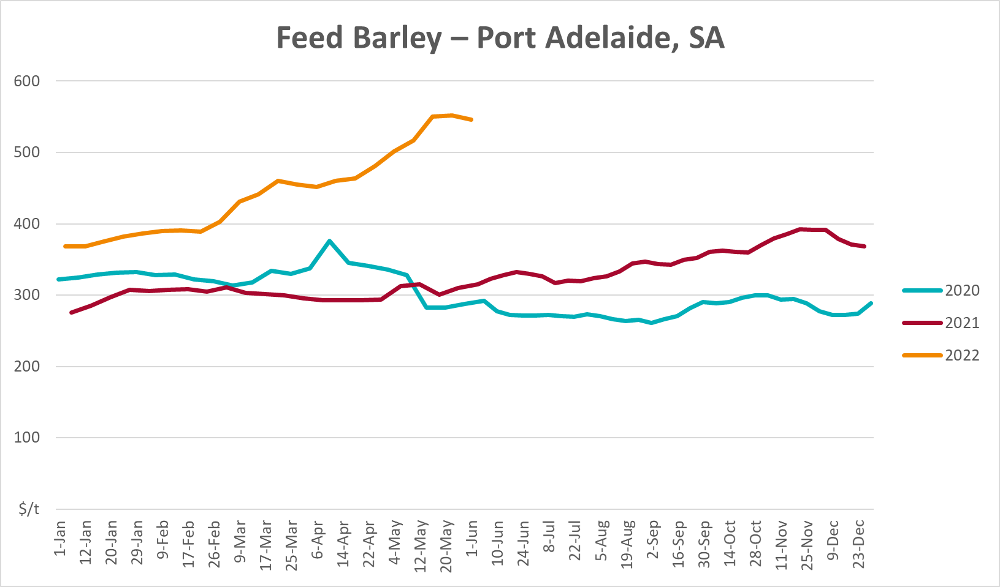 Feed Barley – Port Adelaide, SA
600
500
400
300
200
100
$/t
1-Jan
12-Jan
20-Jan
29-Jan
9-Feb
17-Feb
26-Feb
9-Mar
17-Mar
25-Mar
6-Apr
14-Apr
22-Apr
4-May
12-May
20-May
1-Jun
10-Jun
24-Jun
8-Jul
22-Jul
5-Aug
19-Aug
2-Sep
16-Sep
30-Sep
14-Oct
28-Oct
11-Nov
25-Nov
9-Dec
23-Dec
2020
2021
2022